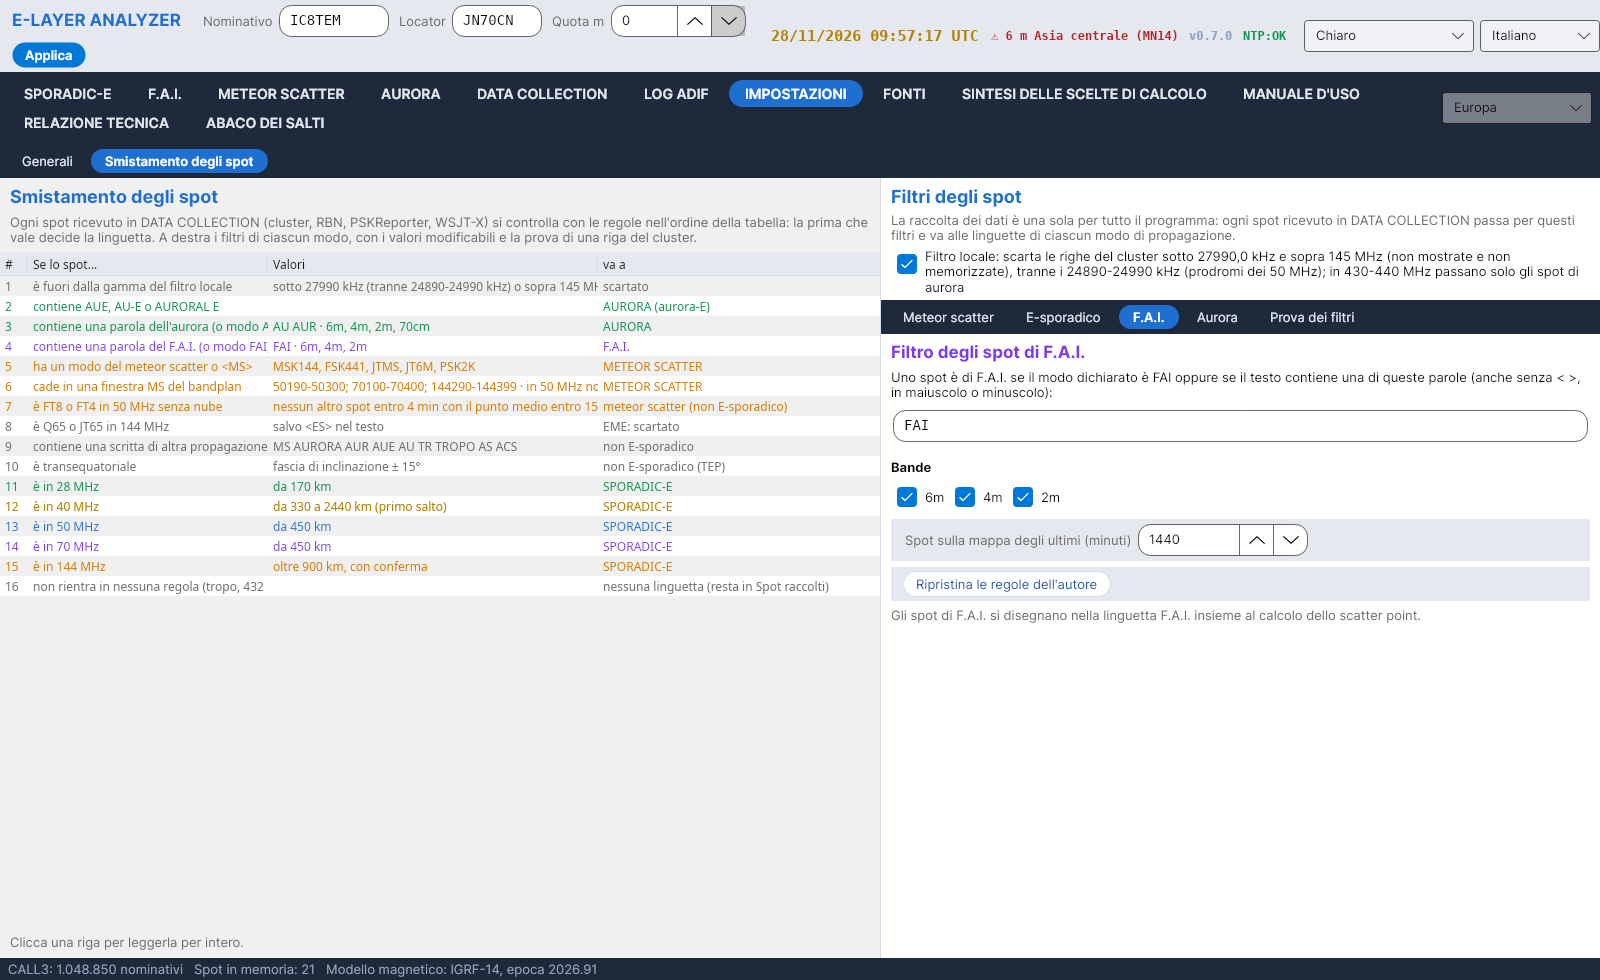 E-LAYER ANALYZER
Nominativo IC8TEM Locator JN70CN Quota m 0
28/11/2026 09:57:17 UTC ⚠ 6 m Asia centrale (MN14) v0.7.0 NTP:OK Chiaro Italiano
Applica
SPORADIC-E F.A.I. METEOR SCATTER AURORA DATA COLLECTION LOG ADIF IMPOSTAZIONI FONTI SINTESI DELLE SCELTE DI CALCOLO MANUALE D'USO
RELAZIONE TECNICA ABACO DEI SALTI
Europa
Generali Smistamento degli spot
Smistamento degli spot
Ogni spot ricevuto in DATA COLLECTION (cluster, RBN, PSKReporter, WSJT-X) si controlla con le regole nell'ordine della tabella: la prima che
vale decide la linguetta. A destra i filtri di ciascun modo, con i valori modificabili e la prova di una riga del cluster.
# Se lo spot... Valori va a
1 è fuori dalla gamma del filtro locale sotto 27990 kHz (tranne 24890-24990 kHz) o sopra 145 MH scartato
2 contiene AUE, AU-E o AURORAL E AURORA (aurora-E)
3 contiene una parola dell'aurora (o modo A AU AUR · 6m, 4m, 2m, 70cm AURORA
4 contiene una parola del F.A.I. (o modo FAI FAI · 6m, 4m, 2m F.A.I.
5 ha un modo del meteor scatter o <MS> MSK144, FSK441, JTMS, JT6M, PSK2K METEOR SCATTER
6 cade in una finestra MS del bandplan 50190-50300; 70100-70400; 144290-144399 · in 50 MHz nc METEOR SCATTER
7 è FT8 o FT4 in 50 MHz senza nube nessun altro spot entro 4 min con il punto medio entro 15 meteor scatter (non E-sporadico)
8 è Q65 o JT65 in 144 MHz salvo <ES> nel testo EME: scartato
9 contiene una scritta di altra propagazione MS AURORA AUR AUE AU TR TROPO AS ACS non E-sporadico
10 è transequatoriale fascia di inclinazione ± 15° non E-sporadico (TEP)
11 è in 28 MHz da 170 km SPORADIC-E
12 è in 40 MHz da 330 a 2440 km (primo salto) SPORADIC-E
13 è in 50 MHz da 450 km SPORADIC-E
14 è in 70 MHz da 450 km SPORADIC-E
15 è in 144 MHz oltre 900 km, con conferma SPORADIC-E
16 non rientra in nessuna regola (tropo, 432 nessuna linguetta (resta in Spot raccolti)
Clicca una riga per leggerla per intero.
Filtri degli spot
La raccolta dei dati è una sola per tutto il programma: ogni spot ricevuto in DATA COLLECTION passa per questi
filtri e va alle linguette di ciascun modo di propagazione.
Filtro locale: scarta le righe del cluster sotto 27990,0 kHz e sopra 145 MHz (non mostrate e non
memorizzate), tranne i 24890-24990 kHz (prodromi dei 50 MHz); in 430-440 MHz passano solo gli spot di
aurora
Meteor scatter E-sporadico F.A.I. Aurora Prova dei filtri
Filtro degli spot di F.A.I.
Uno spot è di F.A.I. se il modo dichiarato è FAI oppure se il testo contiene una di queste parole (anche senza < >,
in maiuscolo o minuscolo):
FAI
Bande
6m 4m 2m
Spot sulla mappa degli ultimi (minuti) 1440
Ripristina le regole dell'autore
Gli spot di F.A.I. si disegnano nella linguetta F.A.I. insieme al calcolo dello scatter point.
CALL3: 1.048.850 nominativi Spot in memoria: 21 Modello magnetico: IGRF-14, epoca 2026.91